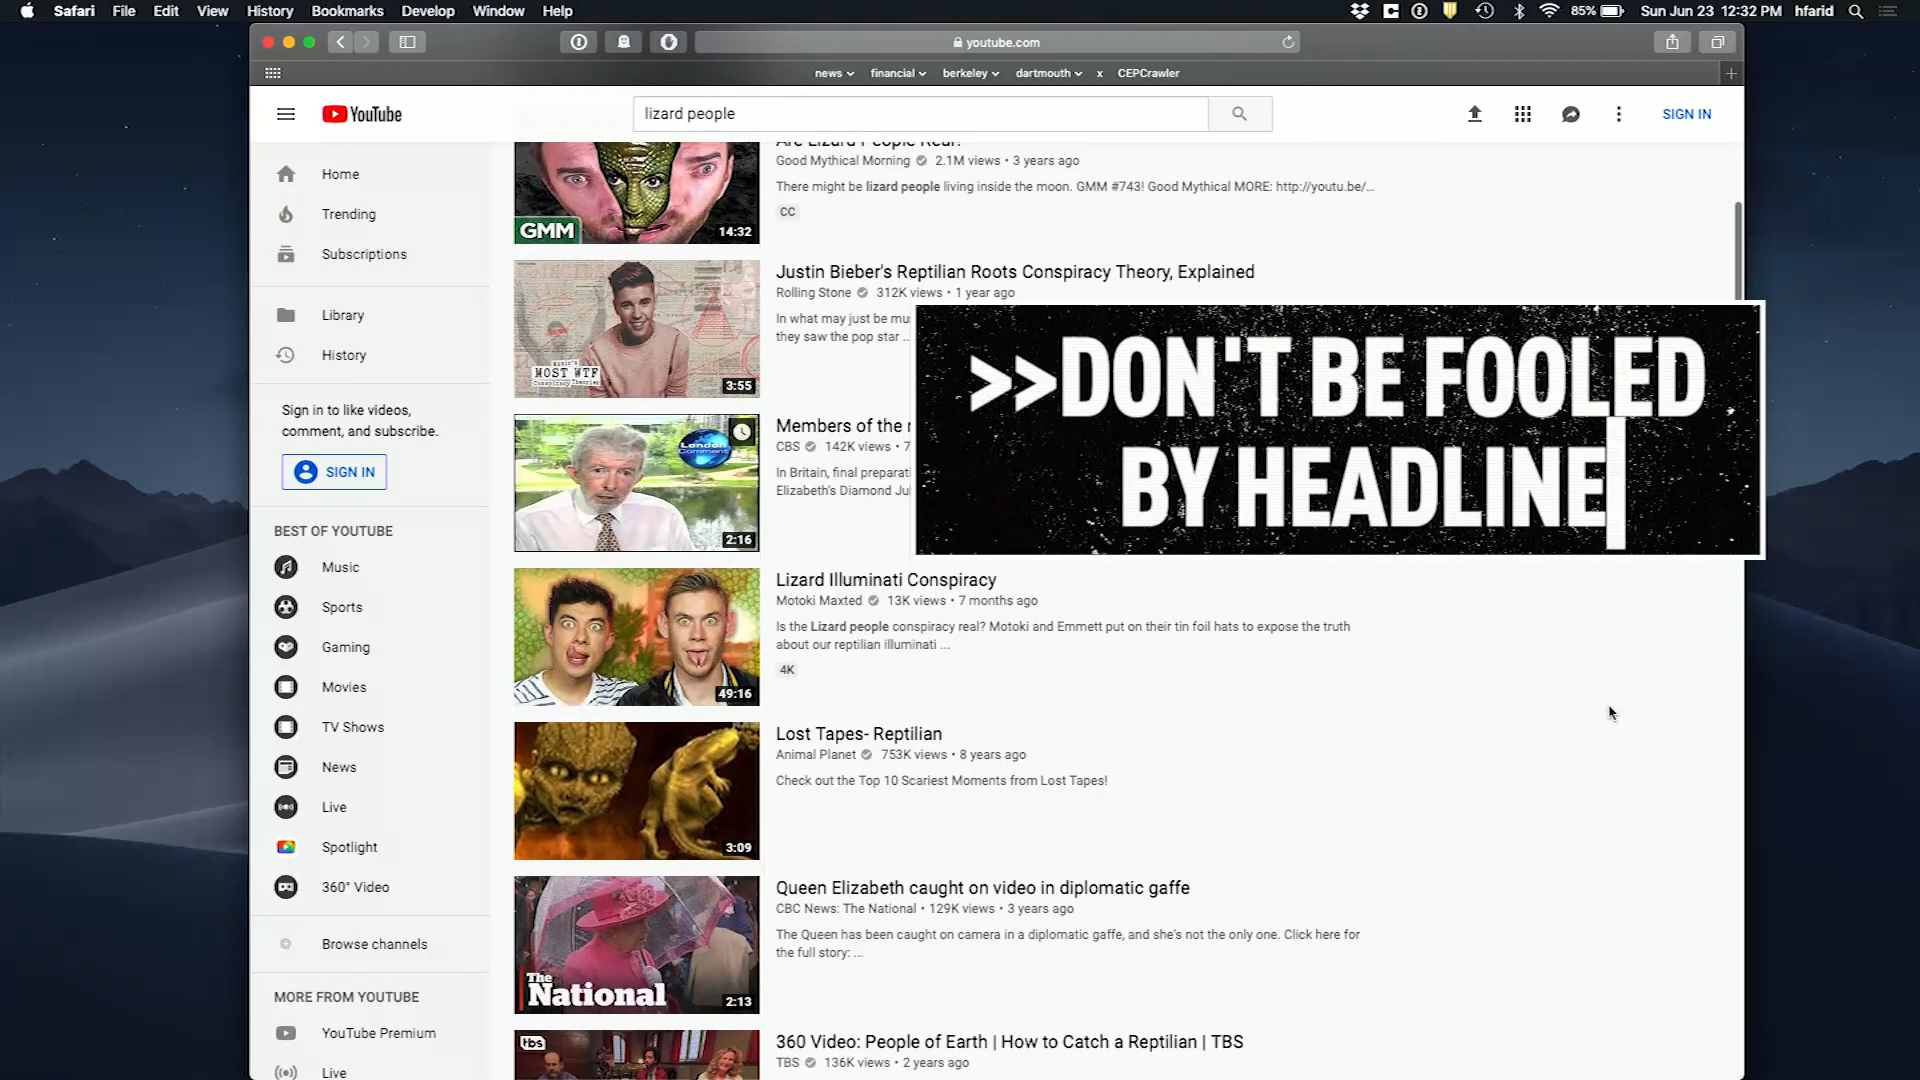 Safari File Edit View History Bookmarks Develop Window Help 85% Sun Jun 23 12:32 PM hfarid
youtube.com
news financial berkeley dartmouth x CEPCrawler
YouTube lizard people SIGN IN
Home
Trending
Subscriptions
Library
History
Sign in to like videos,
comment, and subscribe.
SIGN IN
BEST OF YOUTUBE
Music
Sports
Gaming
Movies
TV Shows
News
Live
Spotlight
360° Video
Browse channels
MORE FROM YOUTUBE
YouTube Premium
Live
Are Lizard People Real?
Good Mythical Morning 2.1M views • 3 years ago
There might be lizard people living inside the moon. GMM #743! Good Mythical MORE: http://youtu.be/...
CC
GMM 14:32
Justin Bieber's Reptilian Roots Conspiracy Theory, Explained
Rolling Stone 312K views • 1 year ago
In what may just be mu
they saw the pop star ..
MOST WTF
Conspiracy Theories
3:55
Members of the r
CBS 142K views • 7
In Britain, final preparati
Elizabeth's Diamond Jul
London
Comment
2:16
>>DON'T BE FOOLED
BY HEADLINE
Lizard Illuminati Conspiracy
Motoki Maxted 13K views • 7 months ago
Is the Lizard people conspiracy real? Motoki and Emmett put on their tin foil hats to expose the truth
about our reptilian illuminati ...
4K
49:16
Lost Tapes- Reptilian
Animal Planet 753K views • 8 years ago
Check out the Top 10 Scariest Moments from Lost Tapes!
3:09
Queen Elizabeth caught on video in diplomatic gaffe
CBC News: The National • 129K views • 3 years ago
The Queen has been caught on camera in a diplomatic gaffe, and she's not the only one. Click here for
the full story: ...
The
National
2:13
360 Video: People of Earth | How to Catch a Reptilian | TBS
TBS 136K views • 2 years ago
tbs